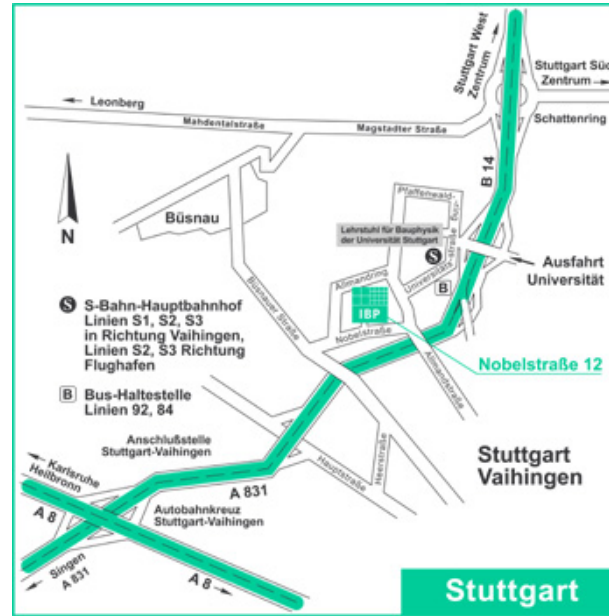 Stuttgart West
Zentrum
Stuttgart Süd
Zentrum
Leonberg
Mahdentalstraße
Magstadter Straße
Schattenring
B 14
N
Büsnau
Pfaffenwald-
ring
Lehrstuhl für Bauphysik
der Universität Stuttgart
S
Universitäts-
straße
B
Ausfahrt
Universität
Allmandring
IBP
Büsnauer Straße
Nobelstraße
Nobelstraße 12
Allmandstraße
S S-Bahn-Hauptbahnhof
Linien S1, S2, S3
in Richtung Vaihingen,
Linien S2, S3 Richtung
Flughafen
B Bus-Haltestelle
Linien 92, 84
Anschlußstelle
Stuttgart-Vaihingen
Hauptstraße
Heerstraße
Stuttgart
Vaihingen
Karlsruhe
Heilbronn
A 8
A 831
Autobahnkreuz
Stuttgart-Vaihingen
Singen
A 831
A 8
Stuttgart